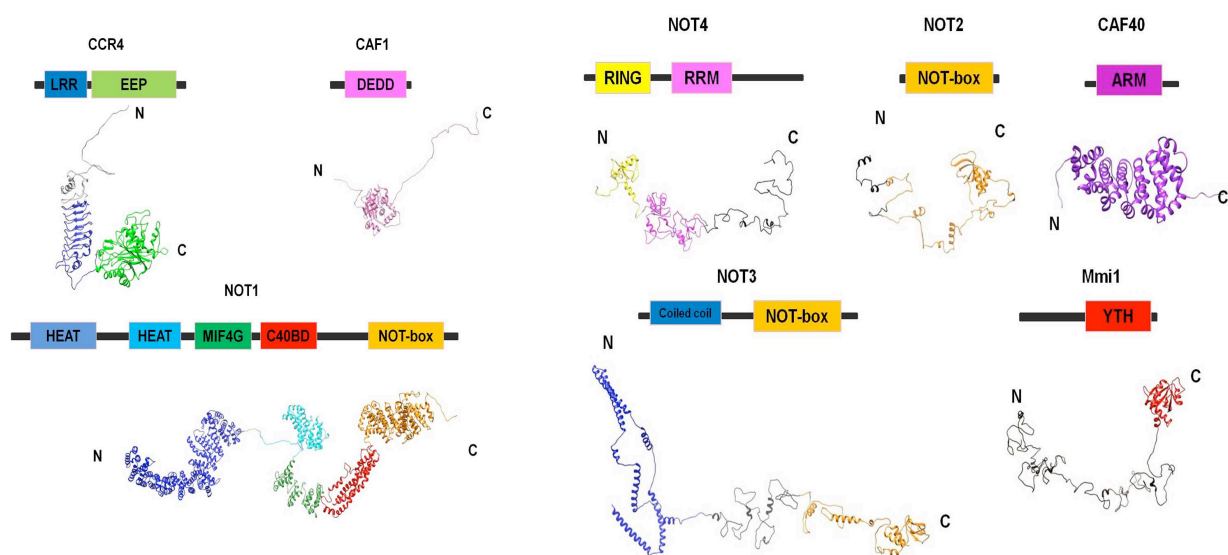 CCR4
LRR EEP
N
C
CAF1
DEDD
C
N
NOT1
HEAT HEAT MIF4G C40BD NOT-box
N
C
NOT4
RING RRM
N
C
NOT2
NOT-box
N
C
CAF40
ARM
N
C
NOT3
Coiled coil NOT-box
N
C
Mmi1
YTH
N
C